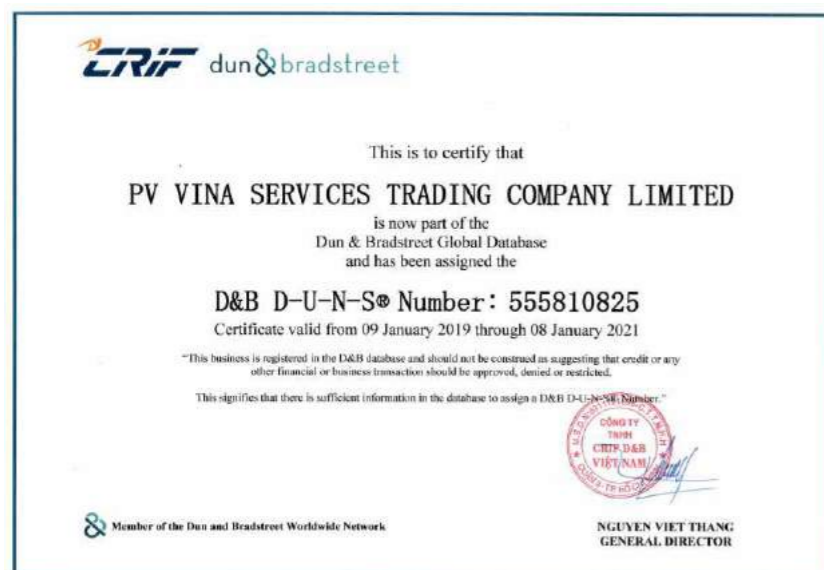 CRIF dun & bradstreet
This is to certify that
PV VINA SERVICES TRADING COMPANY LIMITED
is now part of the
Dun & Bradstreet Global Database
and has been assigned the
D&B D-U-N-S® Number: 555810825
Certificate valid from 09 January 2019 through 08 January 2021
"This business is registered in the D&B database and should not be construed as suggesting that credit or any
other financial or business transaction should be approved, denied or restricted.
This signifies that there is sufficient information in the database to assign a D&B D-U-N-S® Number."
CÔNG TY
TNHH
CRIF D&B
VIỆT NAM
Member of the Dun and Bradstreet Worldwide Network
NGUYEN VIET THANG
GENERAL DIRECTOR